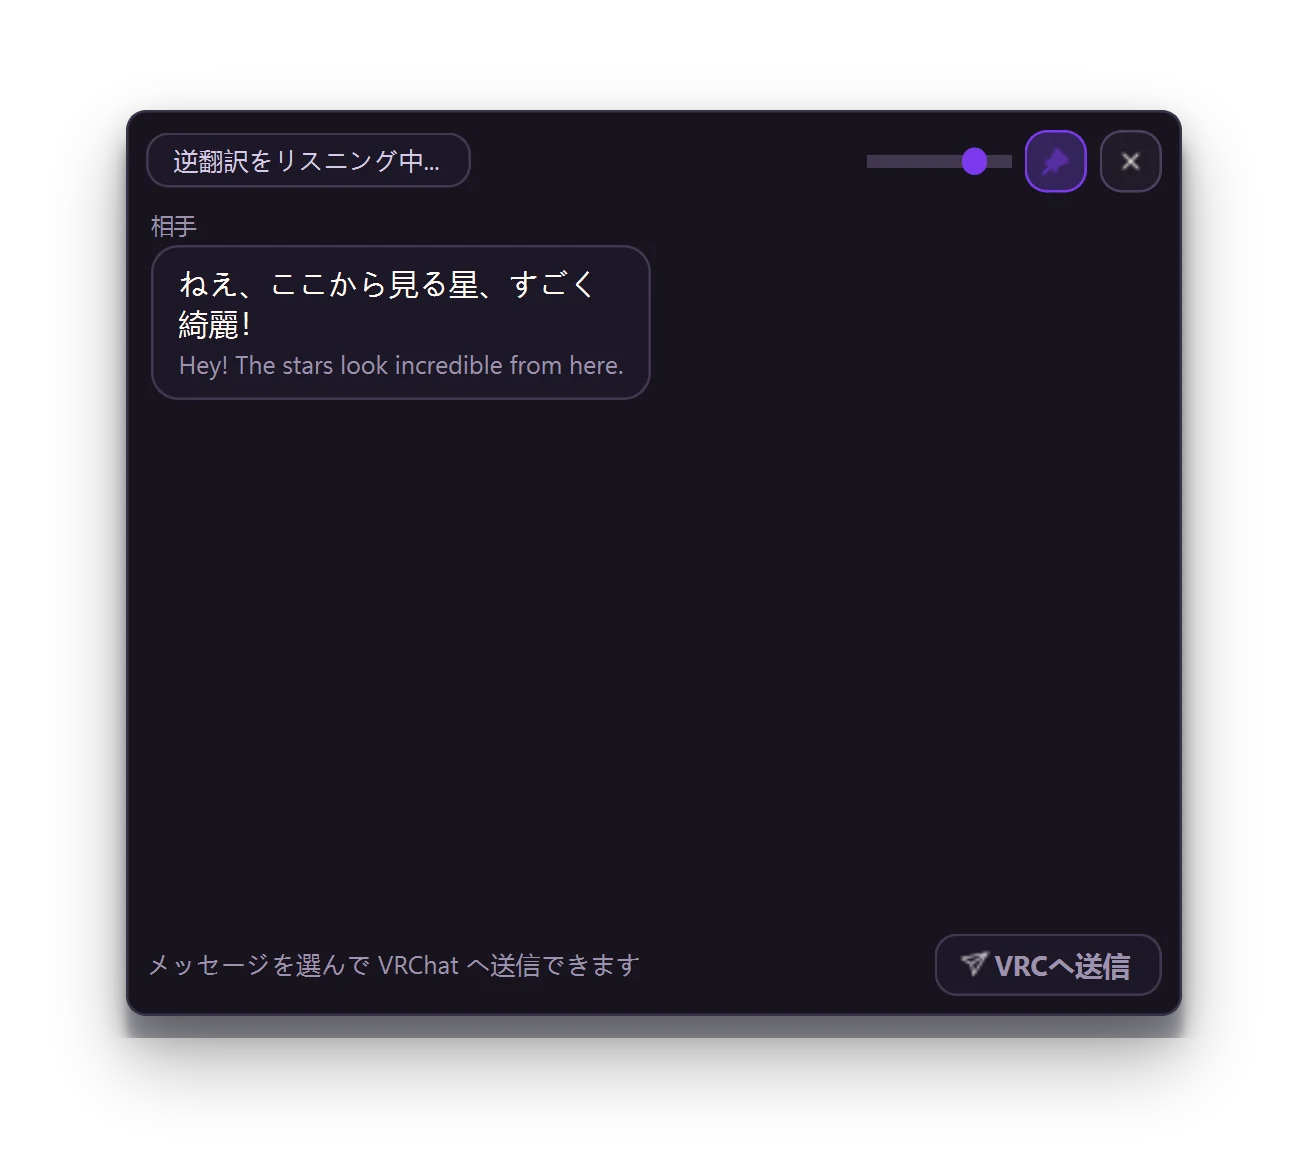 逆翻訳をリスニング中...
相手
ねえ、ここから見る星、すごく
綺麗！
Hey! The stars look incredible from here.
メッセージを選んで VRChat へ送信できます
VRCへ送信